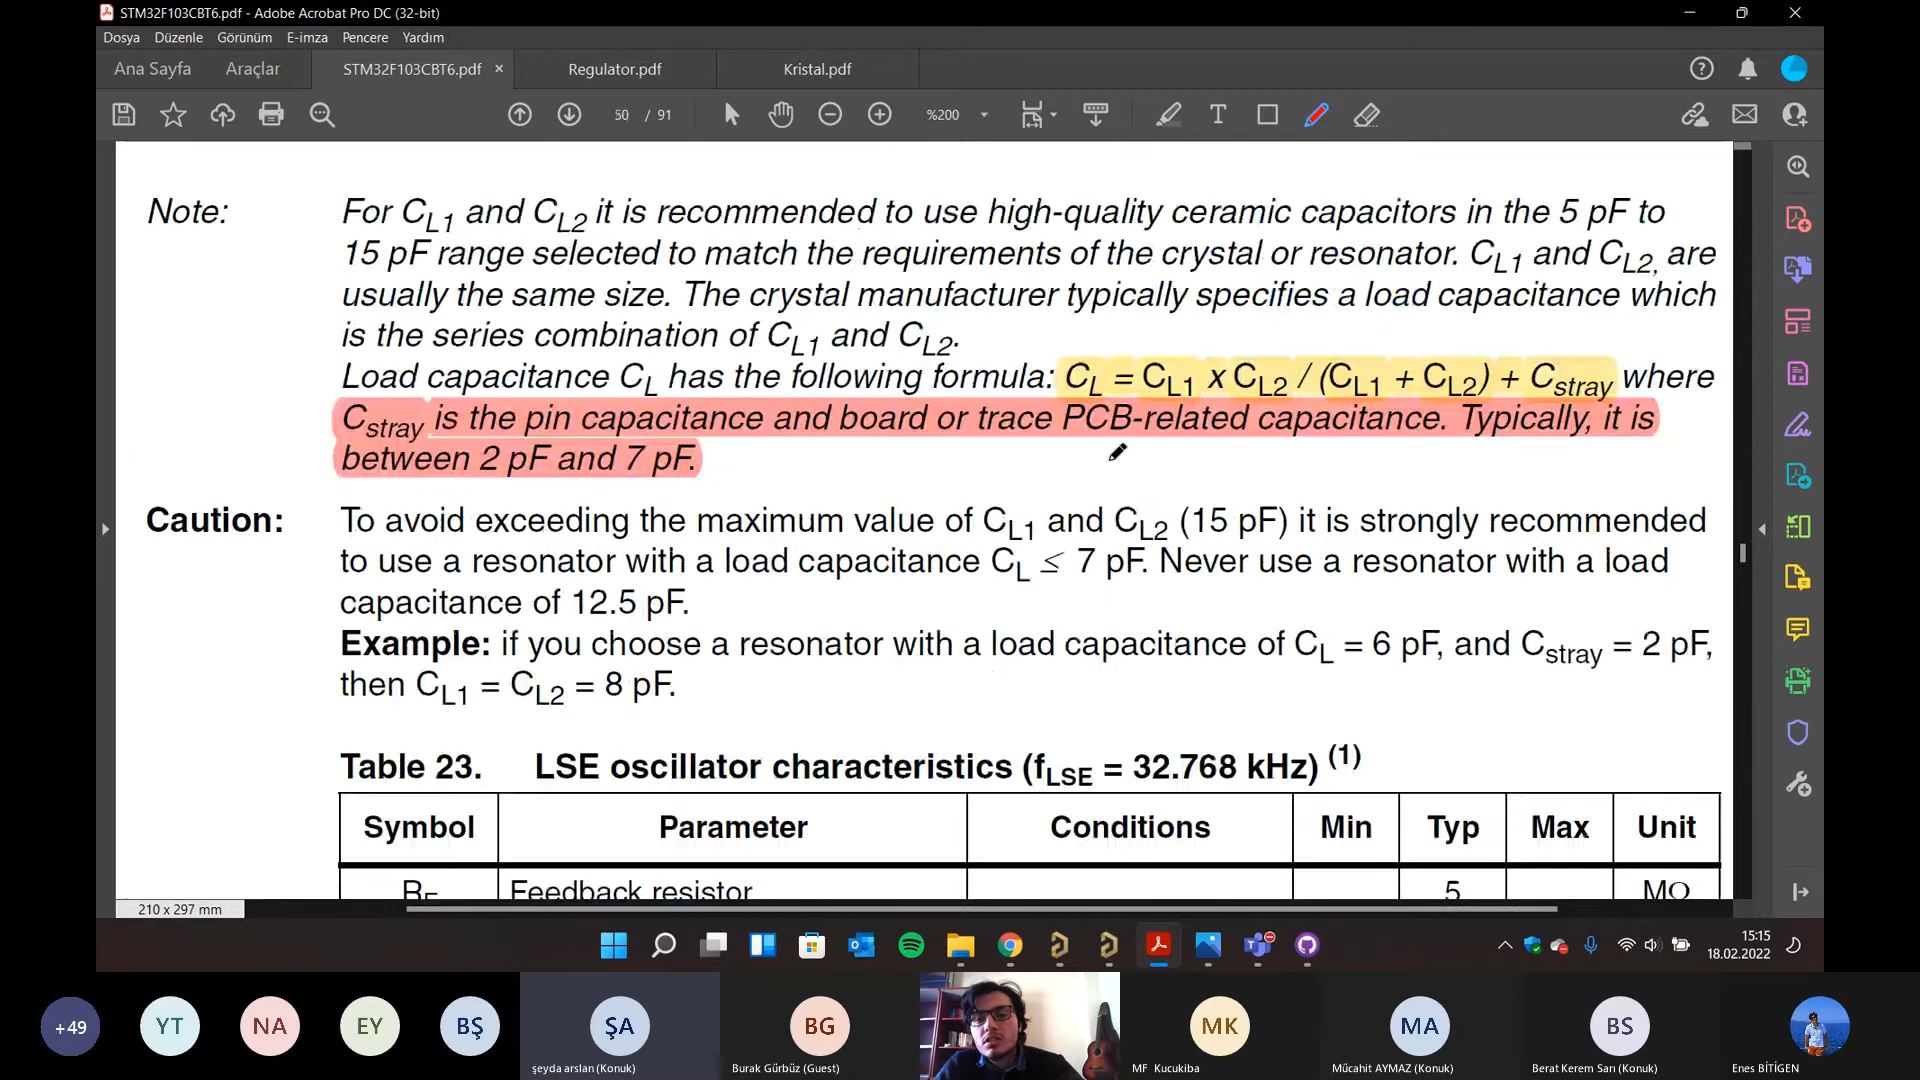 STM32F103CBT6.pdf - Adobe Acrobat Pro DC (32-bit)
Dosya Düzenle Görünüm E-imza Pencere Yardım
Ana Sayfa Araçlar STM32F103CBT6.pdf × Regulator.pdf Kristal.pdf
50 / 91 %200
Note: For CL1 and CL2 it is recommended to use high-quality ceramic capacitors in the 5 pF to
15 pF range selected to match the requirements of the crystal or resonator. CL1 and CL2, are
usually the same size. The crystal manufacturer typically specifies a load capacitance which
is the series combination of CL1 and CL2.
Load capacitance CL has the following formula: CL = CL1 x CL2 / (CL1 + CL2) + Cstray where
Cstray is the pin capacitance and board or trace PCB-related capacitance. Typically, it is
between 2 pF and 7 pF.
Caution: To avoid exceeding the maximum value of CL1 and CL2 (15 pF) it is strongly recommended
to use a resonator with a load capacitance CL ≤ 7 pF. Never use a resonator with a load
capacitance of 12.5 pF.
Example: if you choose a resonator with a load capacitance of CL = 6 pF, and Cstray = 2 pF,
then CL1 = CL2 = 8 pF.
Table 23. LSE oscillator characteristics (fLSE = 32.768 kHz) (1)
Symbol Parameter Conditions Min Typ Max Unit
RF Feedback resistor 5 MΩ
210 x 297 mm
15:15
18.02.2022
+49 YT NA EY BŞ ŞA BG MK MA BS
şeyda arslan (Konuk) Burak Gürbüz (Guest) MF Kucukiba Mücahit AYMAZ (Konuk) Berat Kerem Sarı (Konuk) Enes BİTİGEN